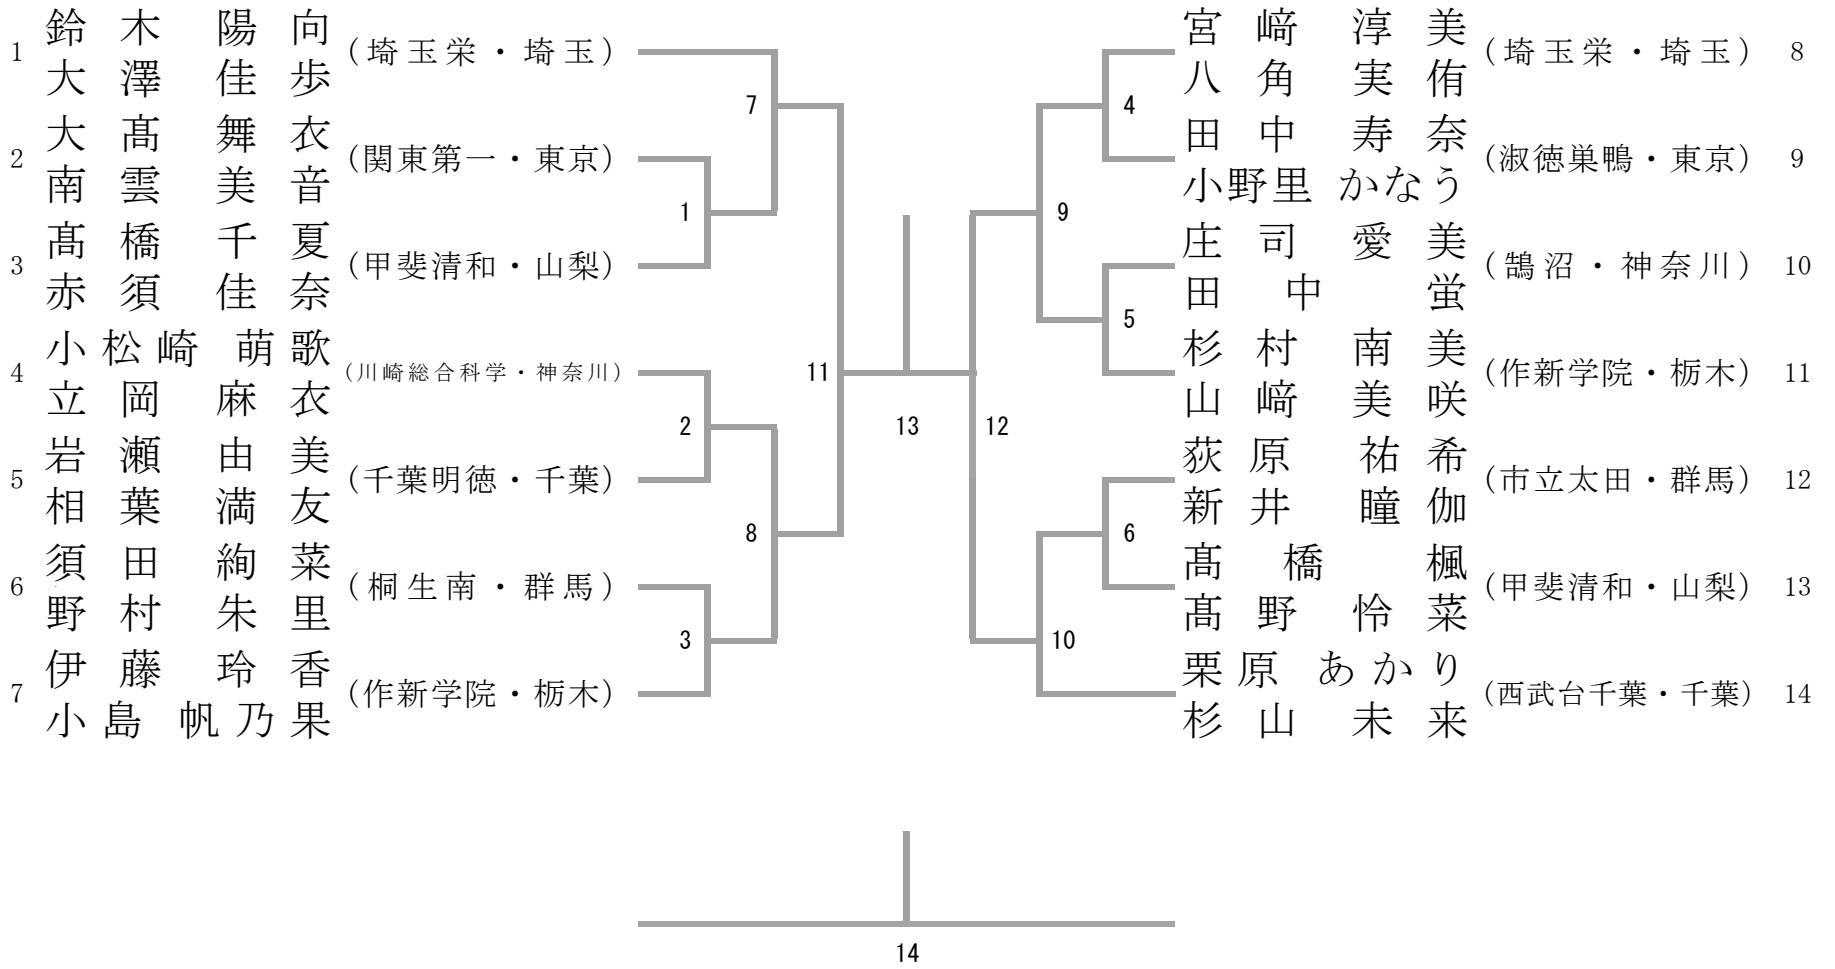 1 鈴木 陽向 (埼玉栄・埼玉)
大澤 佳歩
2 大髙 舞衣 (関東第一・東京)
南雲 美音
3 髙橋 千夏 (甲斐清和・山梨)
赤須 佳奈
4 小松崎 萌歌 (川崎総合科学・神奈川)
立岡 麻衣
5 岩瀬 由美 (千葉明徳・千葉)
相葉 満友
6 須田 絢菜 (桐生南・群馬)
野村 朱里
7 伊藤 玲香 (作新学院・栃木)
小島 帆乃果
7
1
2
8
3
11
13
12
9
4
5
6
10
宮﨑 淳美 (埼玉栄・埼玉) 8
八角 実侑
田中 寿奈 (淑徳巣鴨・東京) 9
小野里 かなう
庄司 愛美 (鵠沼・神奈川) 10
田中 蛍
杉村 南美 (作新学院・栃木) 11
山﨑 美咲
荻原 祐希 (市立太田・群馬) 12
新井 瞳伽
髙橋 楓 (甲斐清和・山梨) 13
髙野 怜菜
栗原 あかり (西武台千葉・千葉) 14
杉山 未来
14